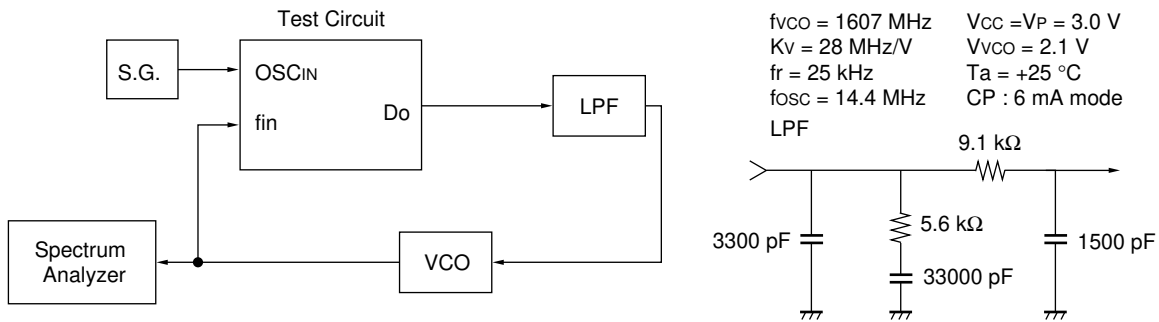 Test Circuit
S.G.
OSCIN
fin
Do
LPF
VCO
Spectrum
Analyzer
fVCO = 1607 MHz VCC =VP = 3.0 V
KV = 28 MHz/V VVCO = 2.1 V
fr = 25 kHz Ta = +25 °C
fOSC = 14.4 MHz CP : 6 mA mode
LPF
9.1 kΩ
3300 pF
5.6 kΩ
33000 pF
1500 pF